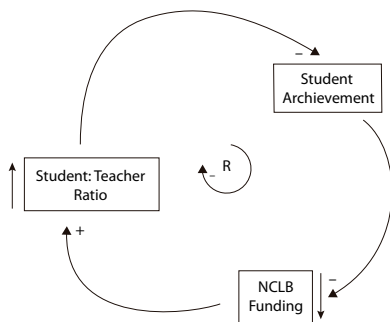 –
Student
Archievement
R
–
Student: Teacher
Ratio
+
NCLB
Funding
–